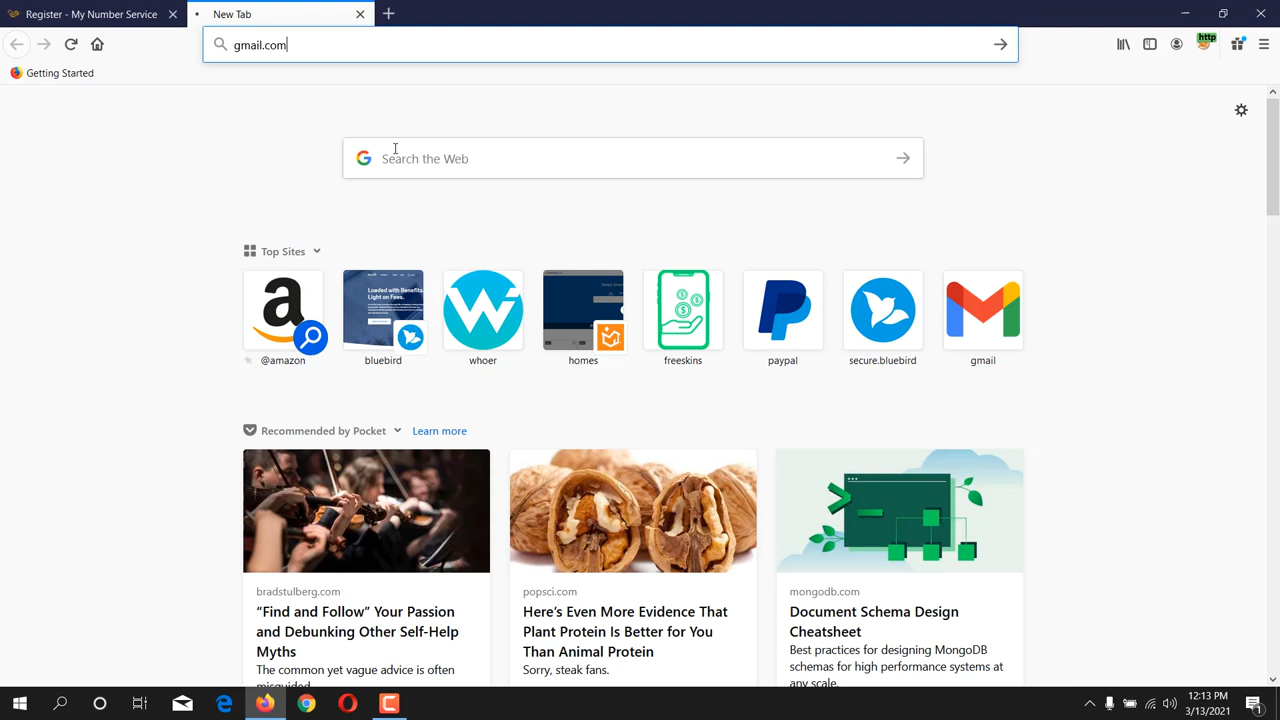 Register - My Number Service
New Tab
gmail.com
http
Getting Started
Search the Web
Top Sites
@amazon
bluebird
whoer
homes
freeskins
paypal
secure.bluebird
gmail
Recommended by Pocket
Learn more
bradstulberg.com
“Find and Follow” Your Passion
and Debunking Other Self-Help
Myths
The common yet vague advice is often
misguided.
popsci.com
Here’s Even More Evidence That
Plant Protein Is Better for You
Than Animal Protein
Sorry, steak fans.
mongodb.com
Document Schema Design
Cheatsheet
Best practices for designing MongoDB
schemas for high performance systems at
any scale.
12:13 PM
3/13/2021